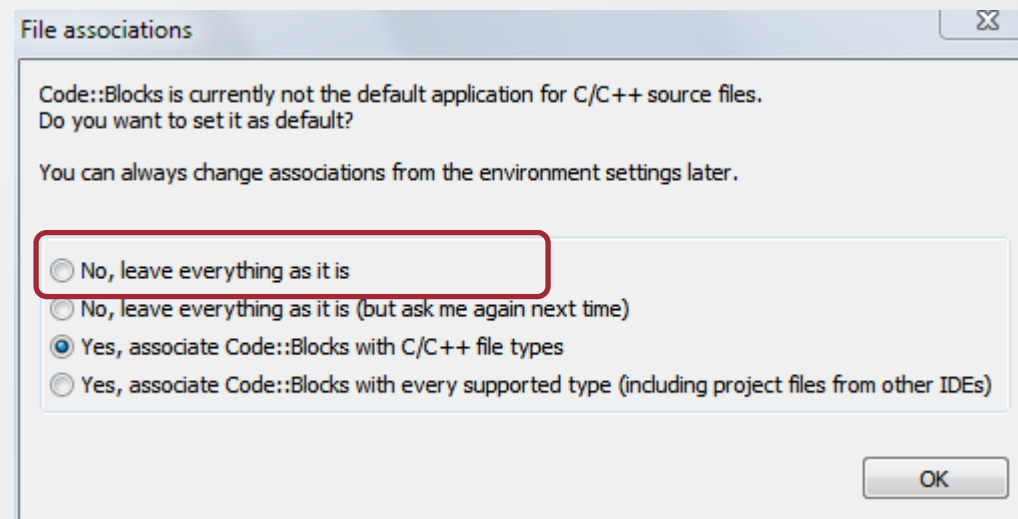 File associations
Code::Blocks is currently not the default application for C/C++ source files.
Do you want to set it as default?
You can always change associations from the environment settings later.
No, leave everything as it is
No, leave everything as it is (but ask me again next time)
Yes, associate Code::Blocks with C/C++ file types
Yes, associate Code::Blocks with every supported type (including project files from other IDEs)
OK